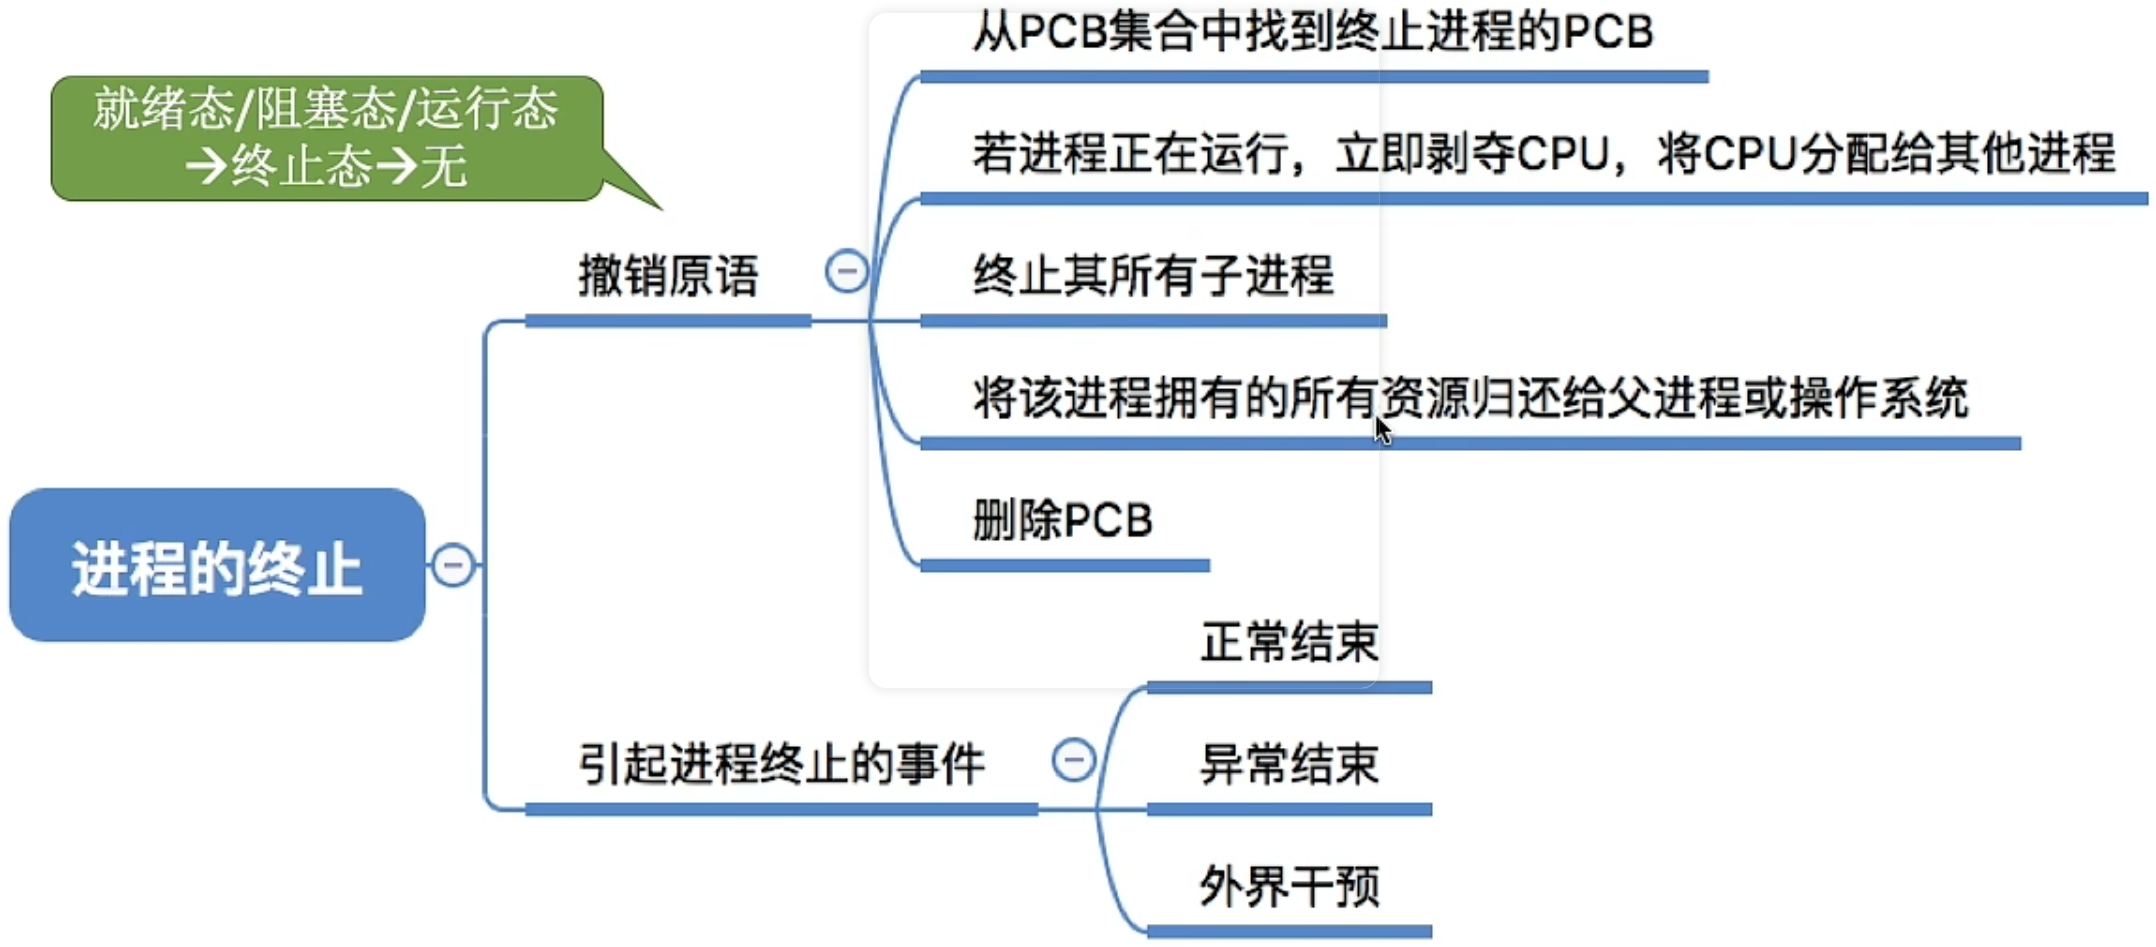 就绪态/阻塞态/运行态
→终止态→无
进程的终止
撤销原语
从PCB集合中找到终止进程的PCB
若进程正在运行，立即剥夺CPU，将CPU分配给其他进程
终止其所有子进程
将该进程拥有的所有资源归还给父进程或操作系统
删除PCB
引起进程终止的事件
正常结束
异常结束
外界干预